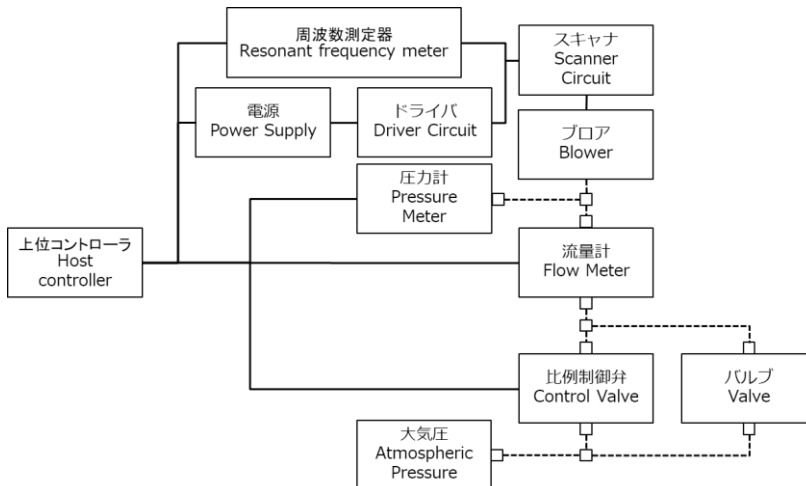 周波数測定器
Resonant frequency meter
スキャナ
Scanner
Circuit
電源
Power Supply
ドライバ
Driver Circuit
ブロア
Blower
圧力計
Pressure
Meter
上位コントローラ
Host
controller
流量計
Flow Meter
比例制御弁
Control Valve
バルブ
Valve
大気圧
Atmospheric
Pressure